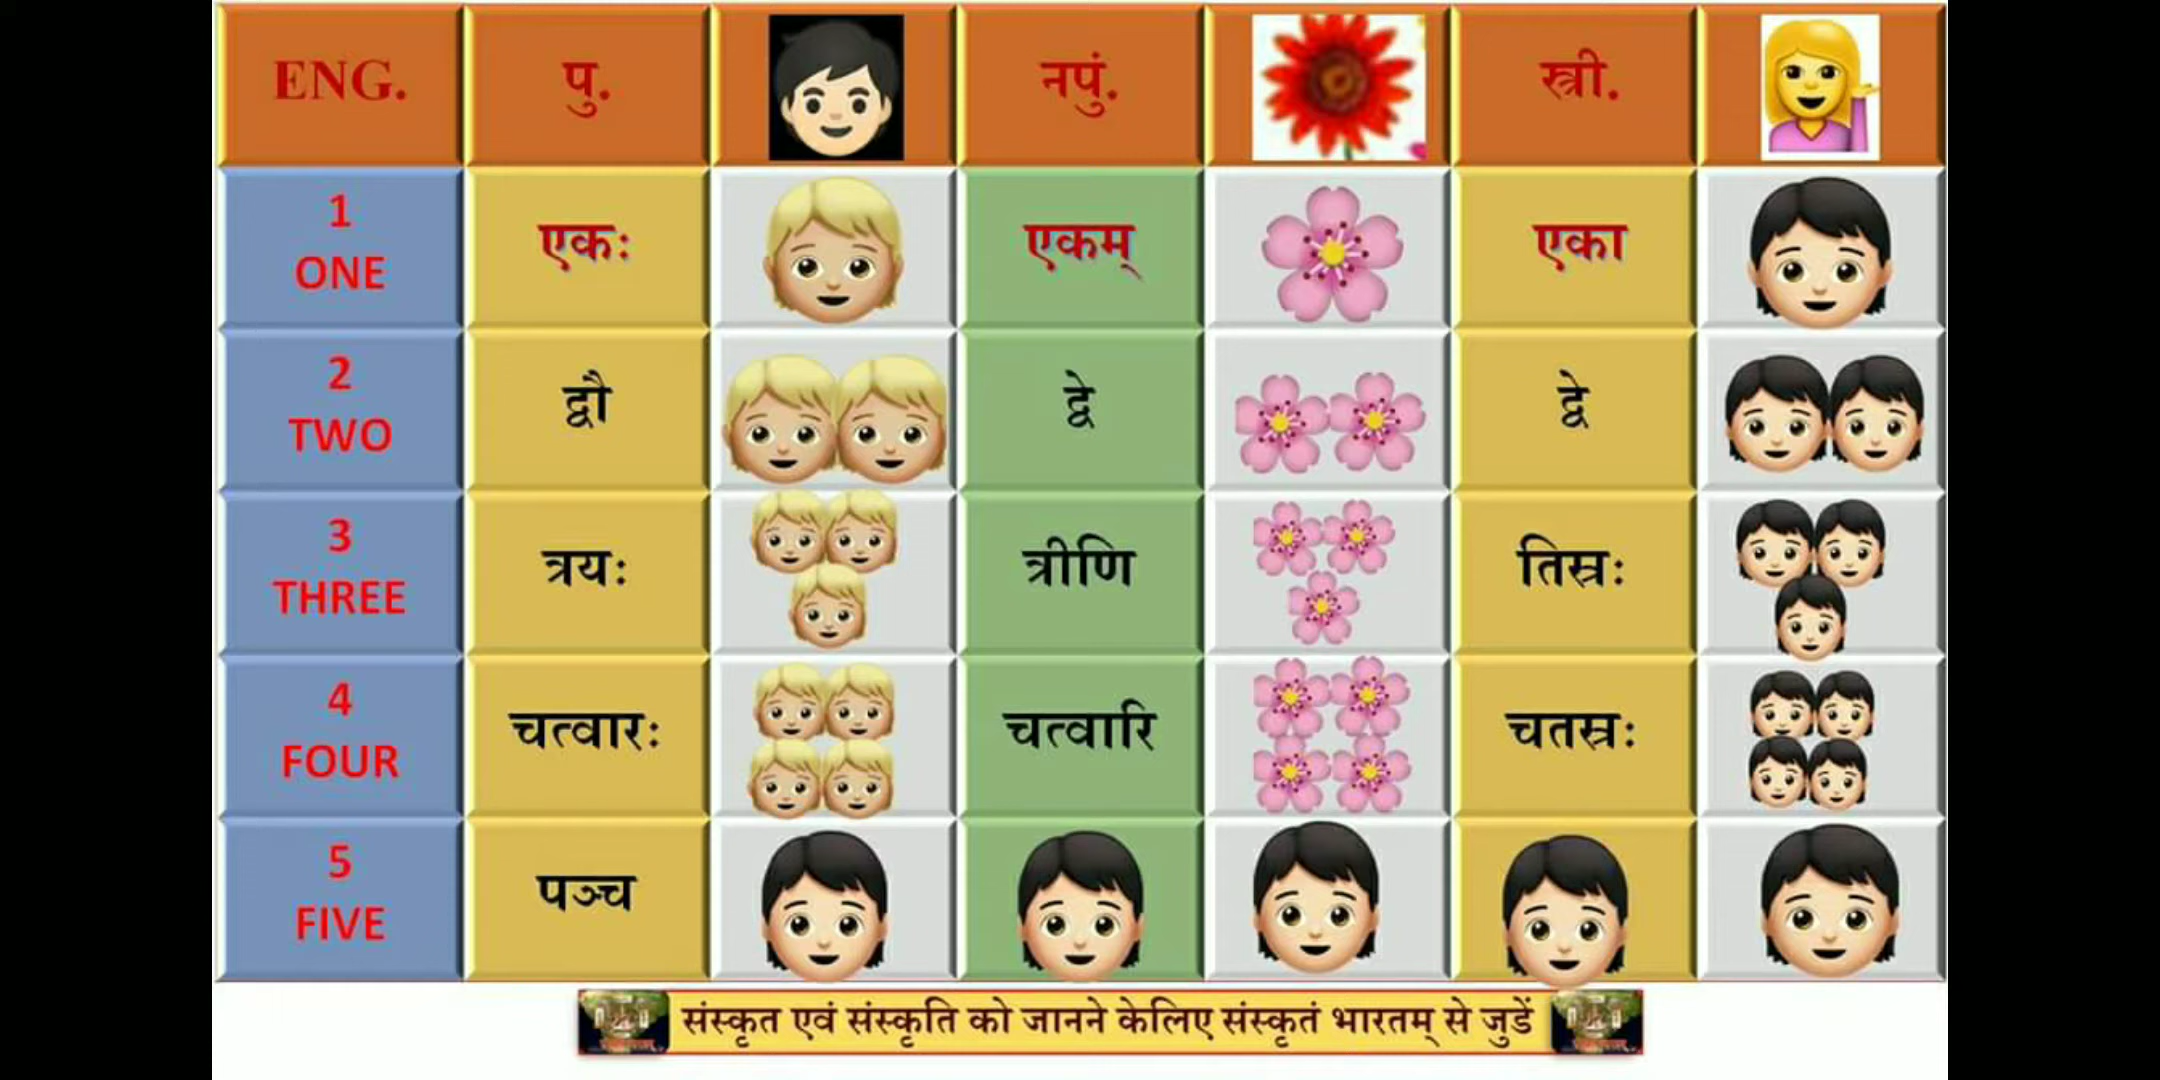 ENG. पु. नपुं. स्त्री.
1
ONE
एकः एकम् एका
2
TWO
द्वौ द्वे द्वे
3
THREE
त्रयः त्रीणि तिस्रः
4
FOUR
चत्वारः चत्वारि चतस्रः
5
FIVE
पञ्च
संस्कृत एवं संस्कृति को जानने केलिए संस्कृतं भारतम् से जुडें